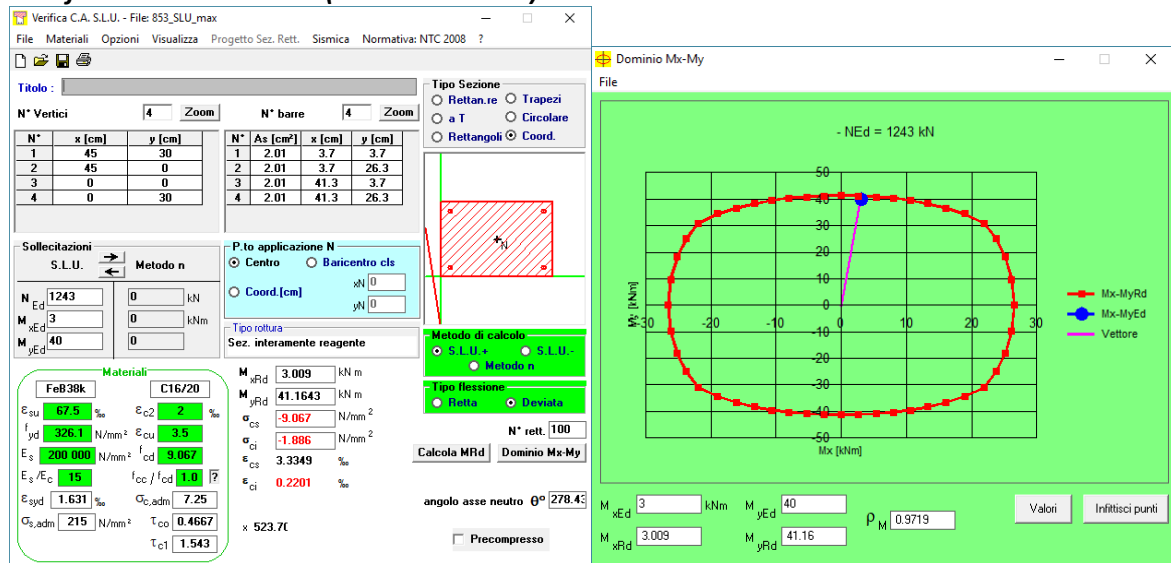 Verifica C.A. S.L.U. - File: 853_SLU_max
File Materiali Opzioni Visualizza Progetto Sez. Rett. Sismica Normativa: NTC 2008 ?
Titolo :
N° Vertici 4 Zoom N° barre 4 Zoom
N° x [cm] y [cm]
1 45 30
2 45 0
3 0 0
4 0 30
N° As [cm²] x [cm] y [cm]
1 2.01 3.7 3.7
2 2.01 3.7 26.3
3 2.01 41.3 3.7
4 2.01 41.3 26.3
Tipo Sezione
Rettan.re Trapezi
a T Circolare
Rettangoli Coord.
N
Sollecitazioni
S.L.U. Metodo n
N Ed 1243 0 kN
M xEd 3 0 kNm
M yEd 40 0
P.to applicazione N
Centro Baricentro cls
Coord.[cm] xN 0
yN 0
Tipo rottura
Sez. interamente reagente
Metodo di calcolo
S.L.U.+ S.L.U.-
Metodo n
Tipo flessione
Retta Deviata
Materiali
FeB38k C16/20
εsu 67.5 ‰ εc2 2 ‰
fyd 326.1 N/mm² εcu 3.5
Es 200 000 N/mm² fcd 9.067
Es/Ec 15 fcc/fcd 1.0 ?
εsyd 1.631 ‰ σc,adm 7.25
σs,adm 215 N/mm² τco 0.4667
τc1 1.543
M xRd 3.009 kN m
M yRd 41.1643 kN m
σcs -9.067 N/mm²
σci -1.886 N/mm²
εcs 3.3349 ‰
εci 0.2201 ‰
x 523.7
N° rett. 100
Calcola MRd Dominio Mx-My
angolo asse neutro θ° 278.43
Precompresso
Dominio Mx-My
File
- NEd = 1243 kN
50
40
30
20
10
0
-10
-20
-30
-40
-50
-30 -20 -10 0 10 20 30
My [kNm]
Mx [kNm]
Mx-MyRd
Mx-MyEd
Vettore
M xEd 3 kNm M yEd 40
M xRd 3.009 M yRd 41.16
ρM 0.9719
Valori Infittisci punti